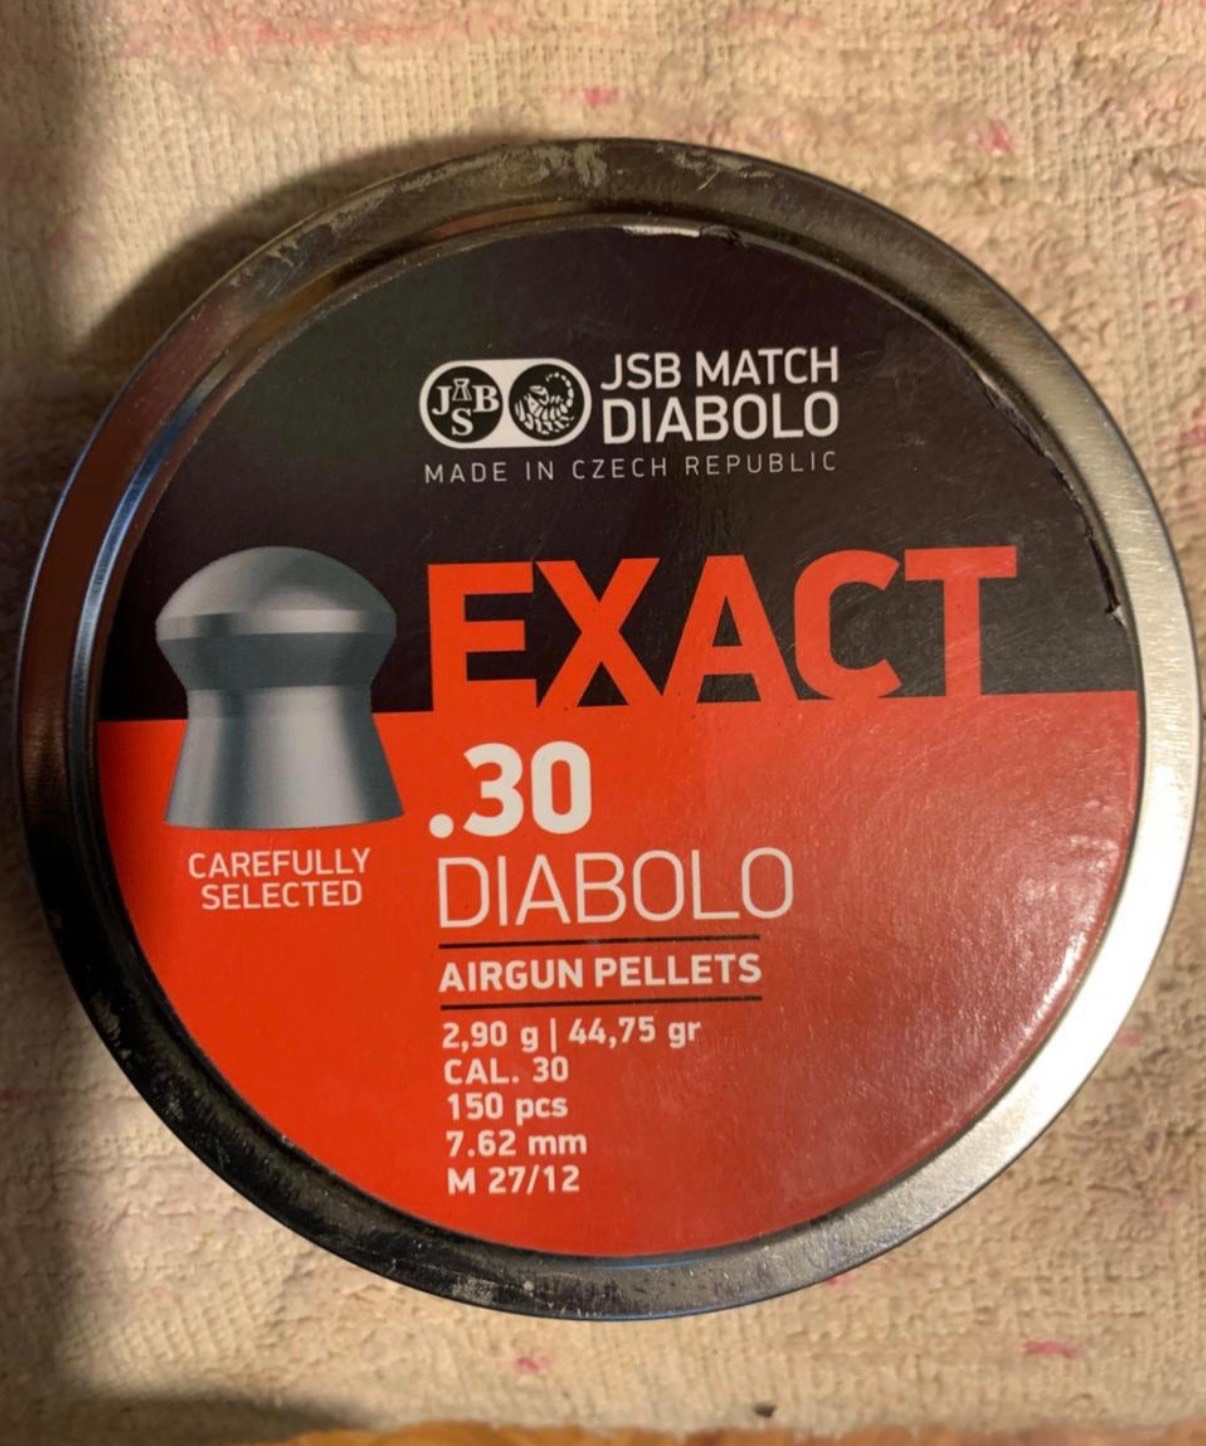 JSB
JSB MATCH
DIABOLO
MADE IN CZECH REPUBLIC
EXACT
.30
DIABOLO
CAREFULLY
SELECTED
AIRGUN PELLETS
2,90 g | 44,75 gr
CAL. 30
150 pcs
7.62 mm
M 27/12